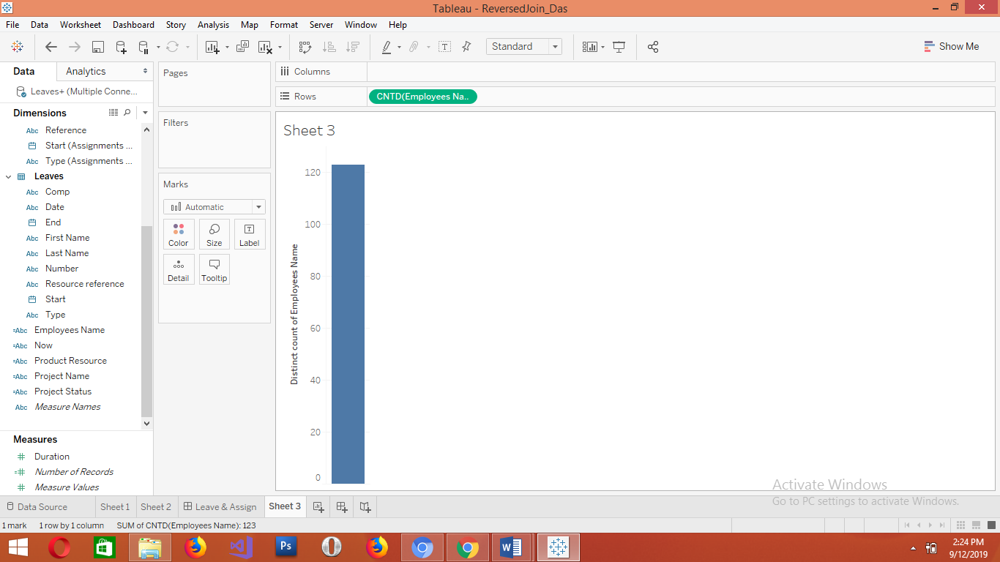 Tableau - ReversedJoin_Das
File Data Worksheet Dashboard Story Analysis Map Format Server Window Help
Standard
Show Me
Data Analytics
Leaves+ (Multiple Conne...
Dimensions
Abc Reference
Start (Assignments ...
Abc Type (Assignments ...
Leaves
Abc Comp
Abc Date
End
Abc First Name
Abc Last Name
Abc Number
Abc Resource reference
Start
Abc Type
=Abc Employees Name
=Abc Now
=Abc Product Resource
=Abc Project Name
=Abc Project Status
Abc Measure Names
Measures
# Duration
=# Number of Records
# Measure Values
Pages
Filters
Marks
Automatic
Color Size Label
Detail Tooltip
Columns
Rows CNTD(Employees Na..
Sheet 3
Distinct count of Employees Name
120
100
80
60
40
20
0
Activate Windows
Go to PC settings to activate Windows.
Data Source Sheet 1 Sheet 2 Leave & Assign Sheet 3
1 mark 1 row by 1 column SUM of CNTD(Employees Name): 123
Ps
2:24 PM
9/12/2019